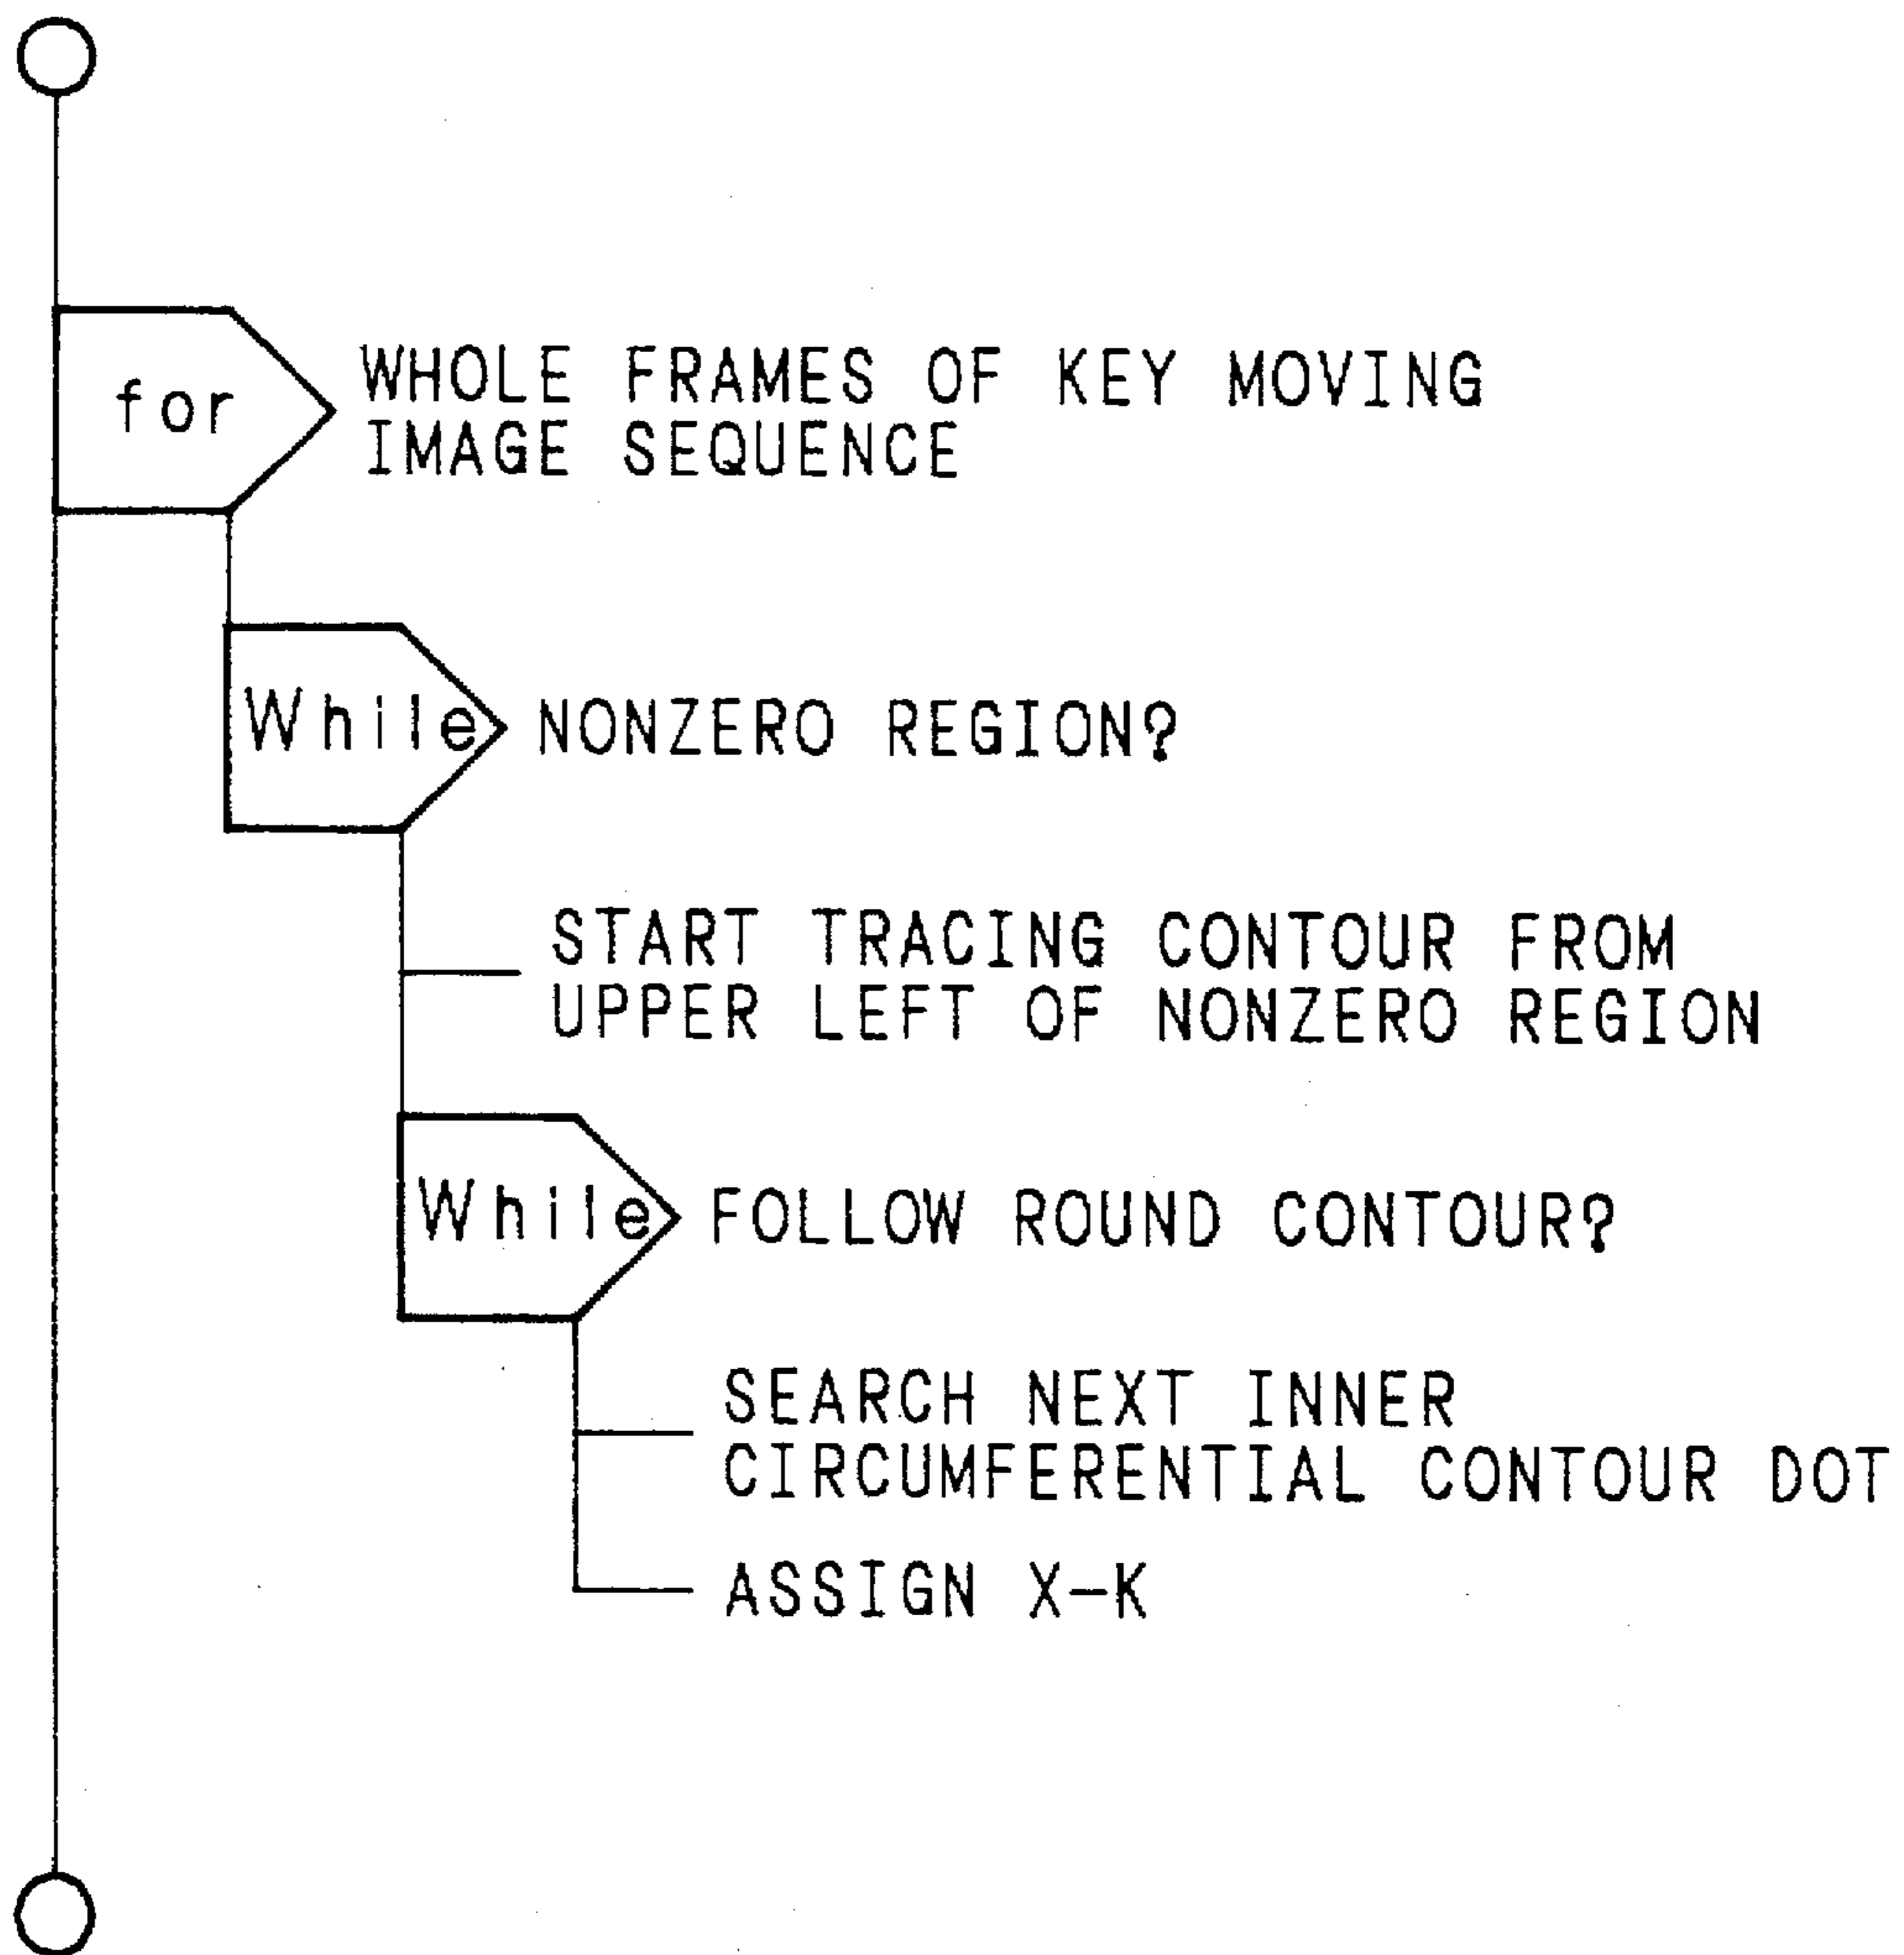 for
WHOLE FRAMES OF KEY MOVING
IMAGE SEQUENCE
While
NONZERO REGION?
START TRACING CONTOUR FROM
UPPER LEFT OF NONZERO REGION
While
FOLLOW ROUND CONTOUR?
SEARCH NEXT INNER
CIRCUMFERENTIAL CONTOUR DOT
ASSIGN X-K